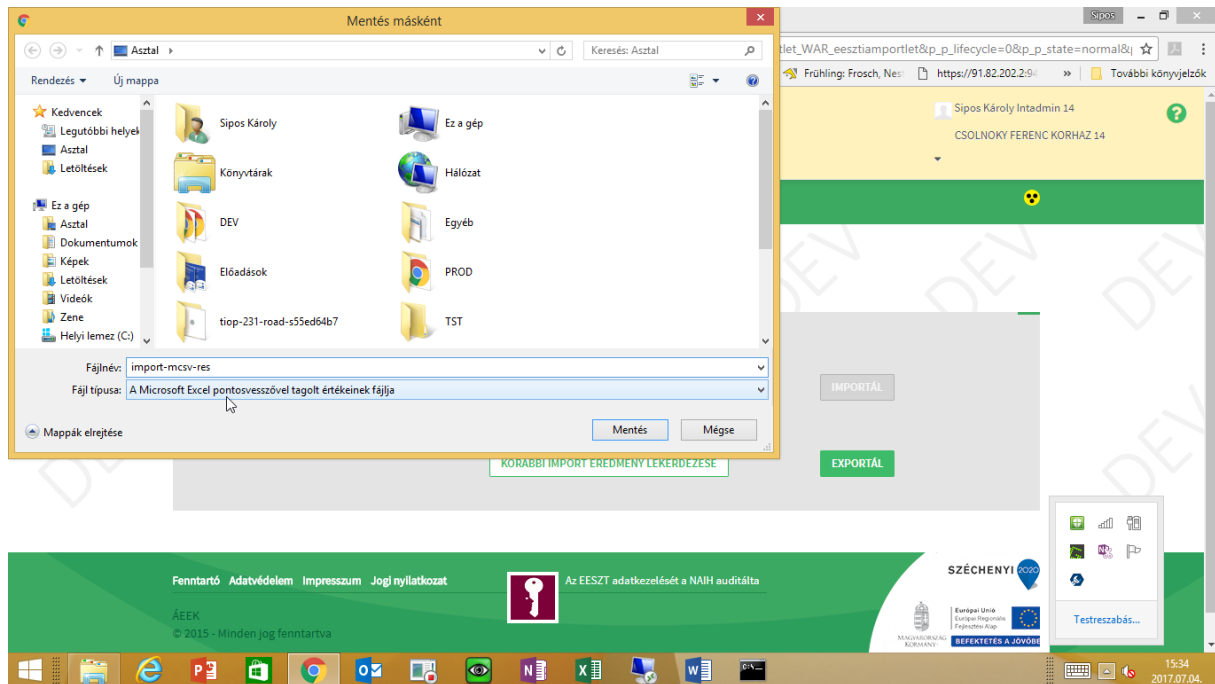 Mentés másként
Sipos
Asztal
Keresés: Asztal
tlet_WAR_eesztiamportlet&p_p_lifecycle=0&p_p_state=normal&
Rendezés
Új mappa
Frühling: Frosch, Nes
https://91.82.202.2:94
»
További könyvjelzők
Kedvencek
Legutóbbi helyek
Asztal
Letöltések
Ez a gép
Asztal
Dokumentumok
Képek
Letöltések
Videók
Zene
Helyi lemez (C:)
Sipos Károly
Ez a gép
Könyvtárak
Hálózat
DEV
Egyéb
Előadások
PROD
tiop-231-road-s55ed64b7
TST
Sipos Károly Intadmin 14
CSOLNOKY FERENC KORHAZ 14
Fájlnév: import-mcsv-res
Fájl típusa: A Microsoft Excel pontosvesszővel tagolt értékeinek fájlja
Mappák elrejtése
Mentés
Mégse
IMPORTÁL
KORÁBBI IMPORT EREDMÉNY LEKÉRDEZÉSE
EXPORTÁL
DEV
DEV
DEV
DEV
DEV
DEV
DEV
Fenntartó Adatvédelem Impresszum Jogi nyilatkozat
Az EESZT adatkezelését a NAIH auditálta
ÁEEK
© 2015 - Minden jog fenntartva
SZÉCHENYI 2020
Magyarország
Kormánya
Európai Unió
Európai Regionális
Fejlesztési Alap
BEFEKTETÉS A JÖVŐBE
Testreszabás...
15:34
2017.07.04.